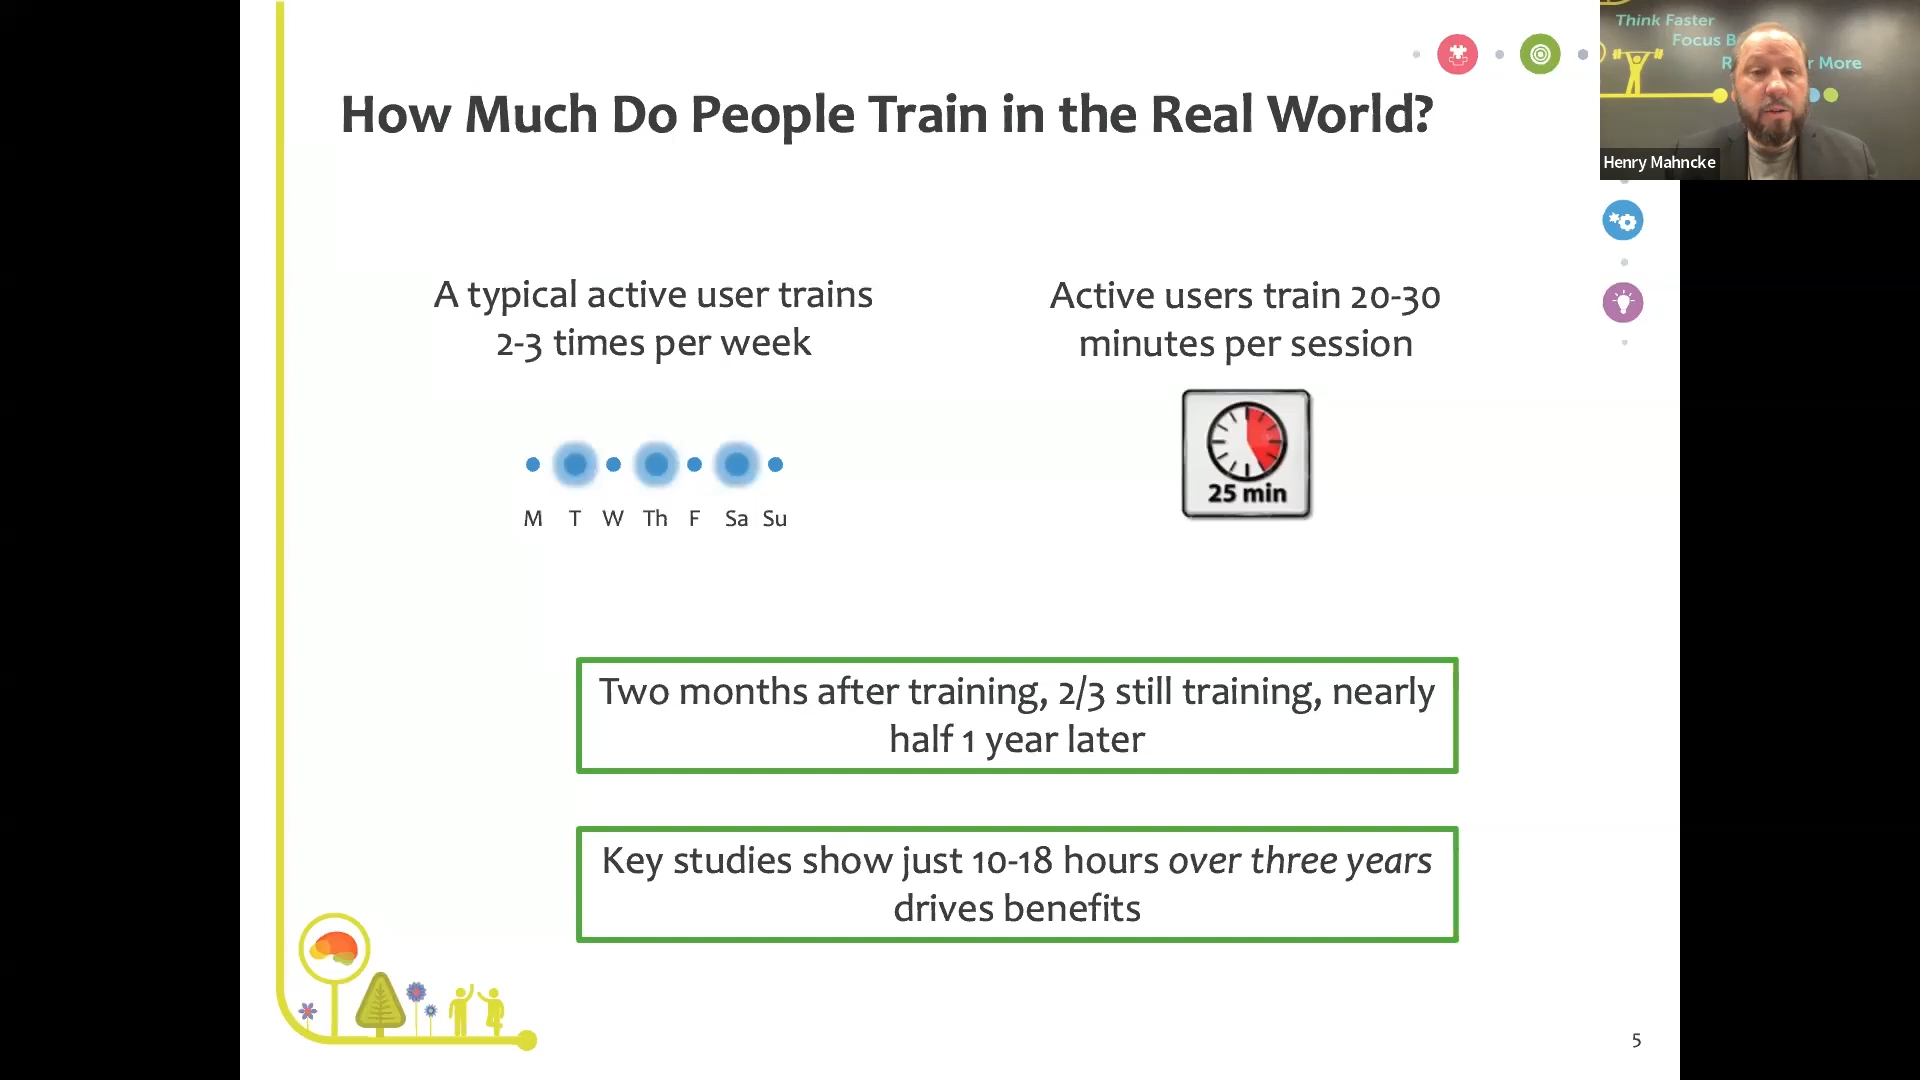 How Much Do People Train in the Real World?
Think Faster
Focus B
R r More
Henry Mahncke
A typical active user trains
2-3 times per week
M T W Th F Sa Su
Active users train 20-30
minutes per session
25 min
Two months after training, 2/3 still training, nearly
half 1 year later
Key studies show just 10-18 hours over three years
drives benefits
5